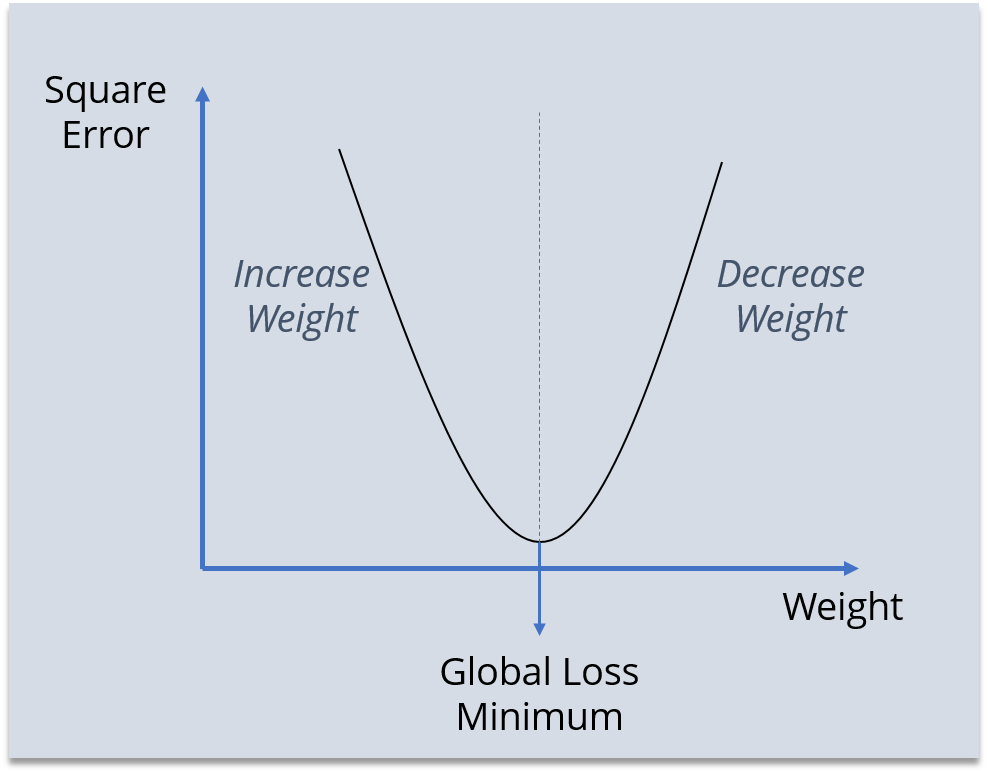 Square
Error
Increase
Weight
Decrease
Weight
Weight
Global Loss
Minimum